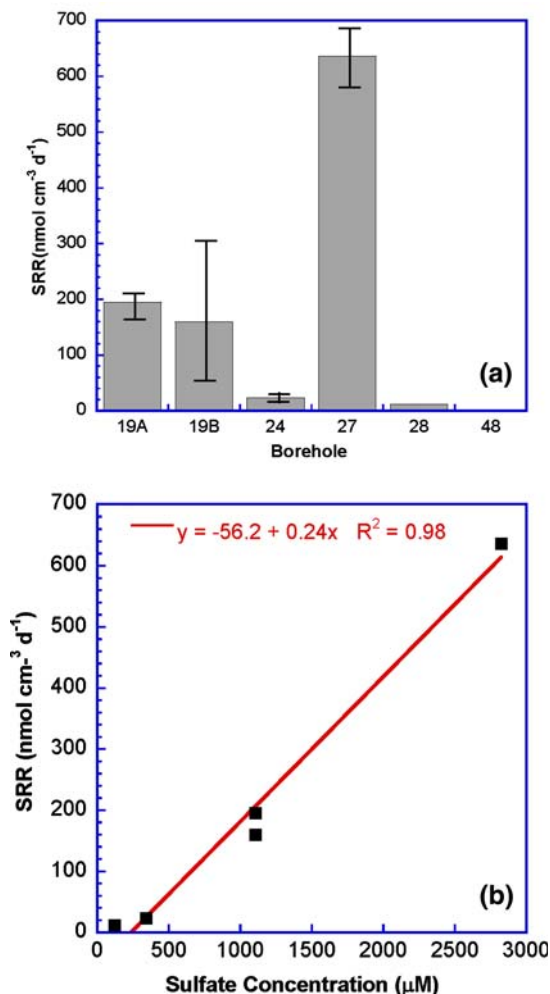 700
600
500
400
300
200
100
0
SRR(nmol cm-3 d-1)
19A 19B 24 27 28 48
Borehole
(a)
700
600
500
400
300
200
100
0
SRR (nmol cm-3 d-1)
y = -56.2 + 0.24x R2 = 0.98
(b)
0 500 1000 1500 2000 2500 3000
Sulfate Concentration (µM)